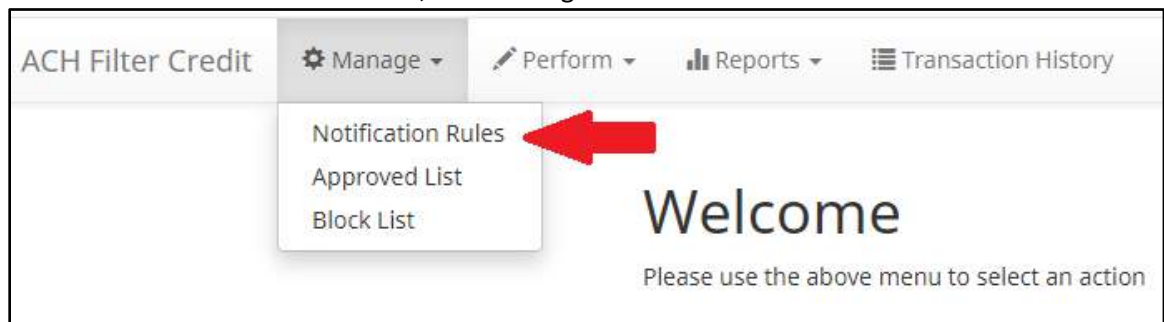 ACH Filter Credit Manage Perform Reports Transaction History
Notification Rules
Approved List
Block List
Welcome
Please use the above menu to select an action